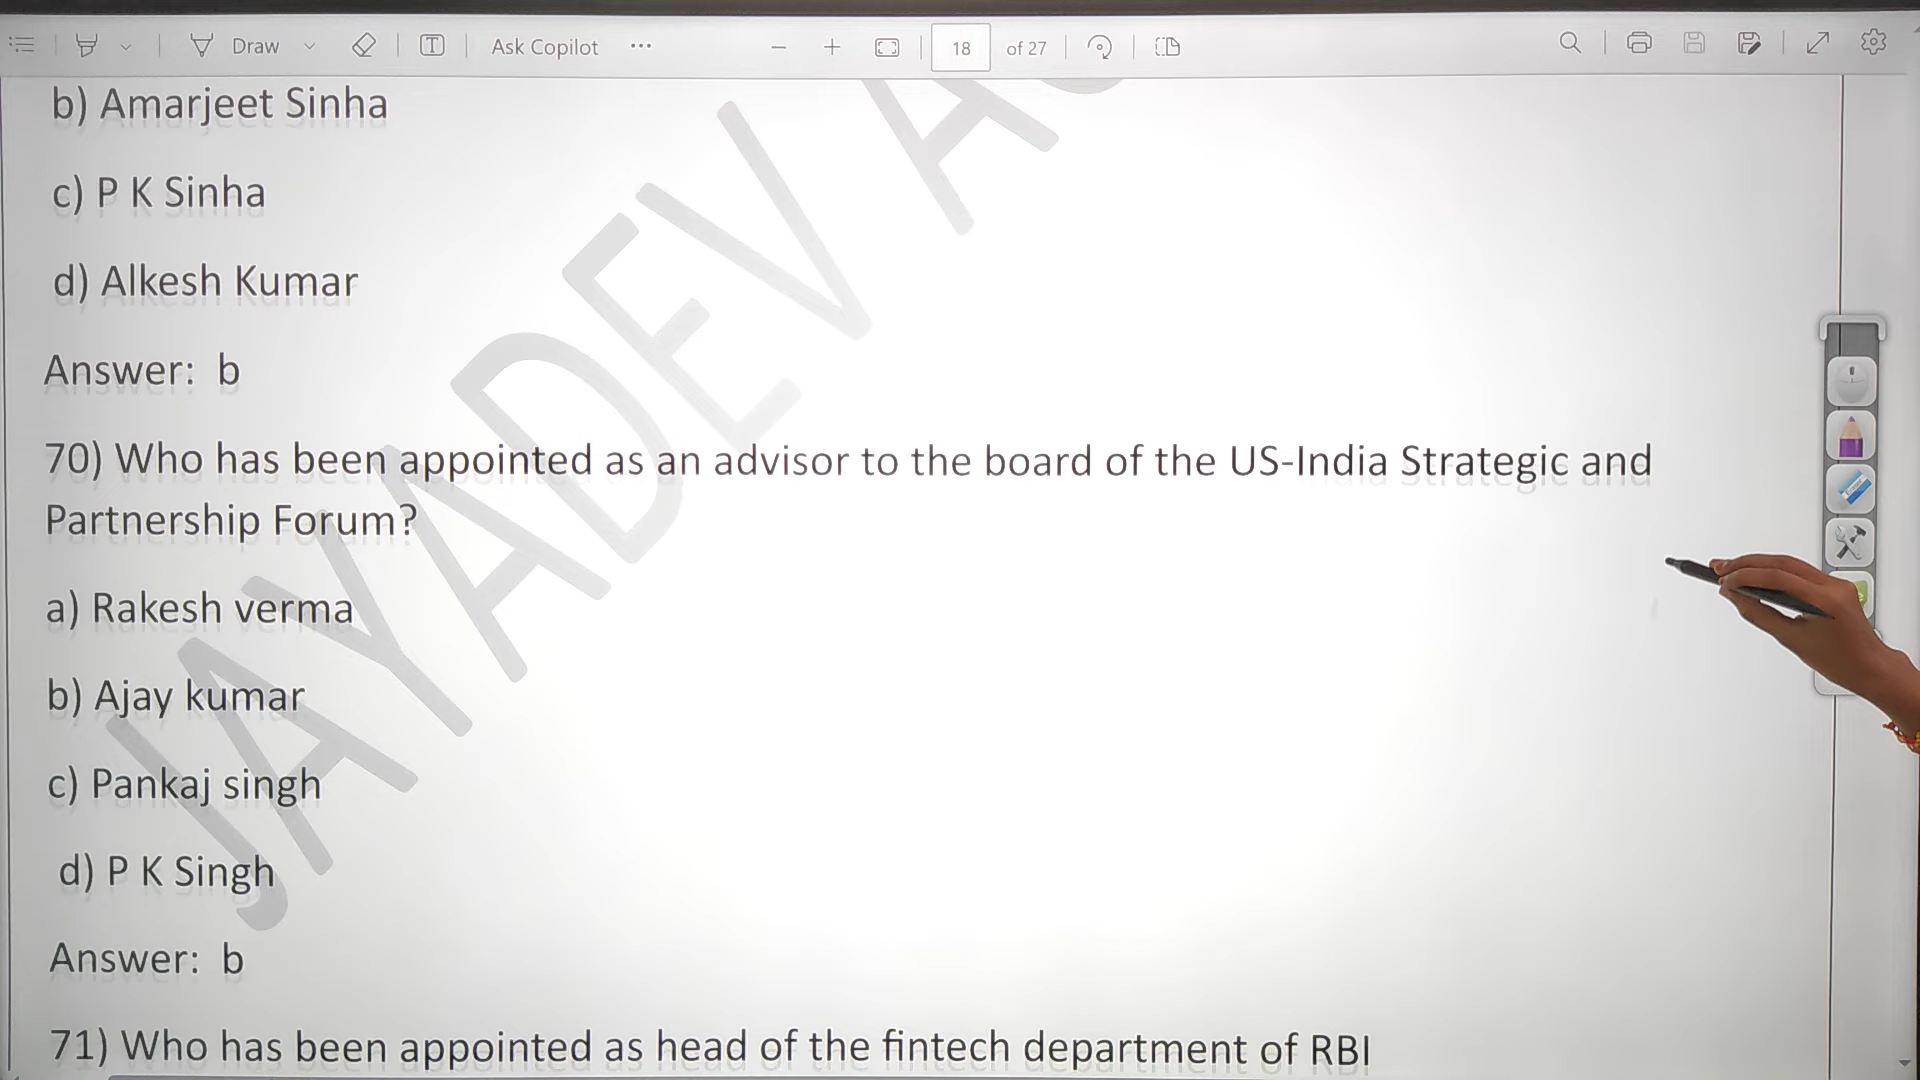 Draw
Ask Copilot
18 of 27
b) Amarjeet Sinha
c) P K Sinha
d) Alkesh Kumar
Answer: b
70) Who has been appointed as an advisor to the board of the US-India Strategic and
Partnership Forum?
a) Rakesh verma
b) Ajay kumar
c) Pankaj singh
d) P K Singh
Answer: b
71) Who has been appointed as head of the fintech department of RBI
JAYADEV A